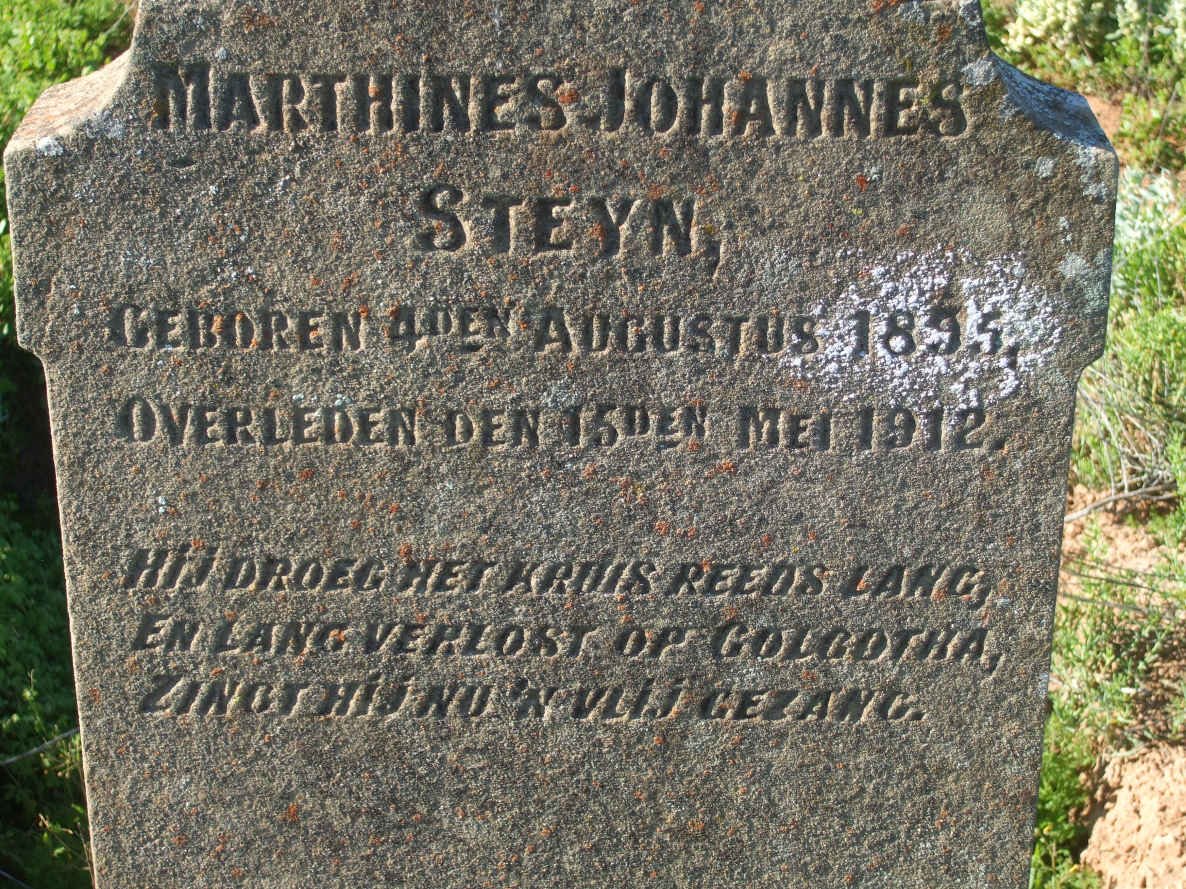 MARTHINES JOHANNES
STEYN,
GEBOREN 4DEN AUGUSTUS
OVERLEDEN DEN 15DEN MEI 1912.
HIJ DROEG HET KRUIS REEDS LANG,
EN LANG VERLOST OP GOLGOTHA,
ZINGT HIJ NU 'N VLIJ GEZANG.